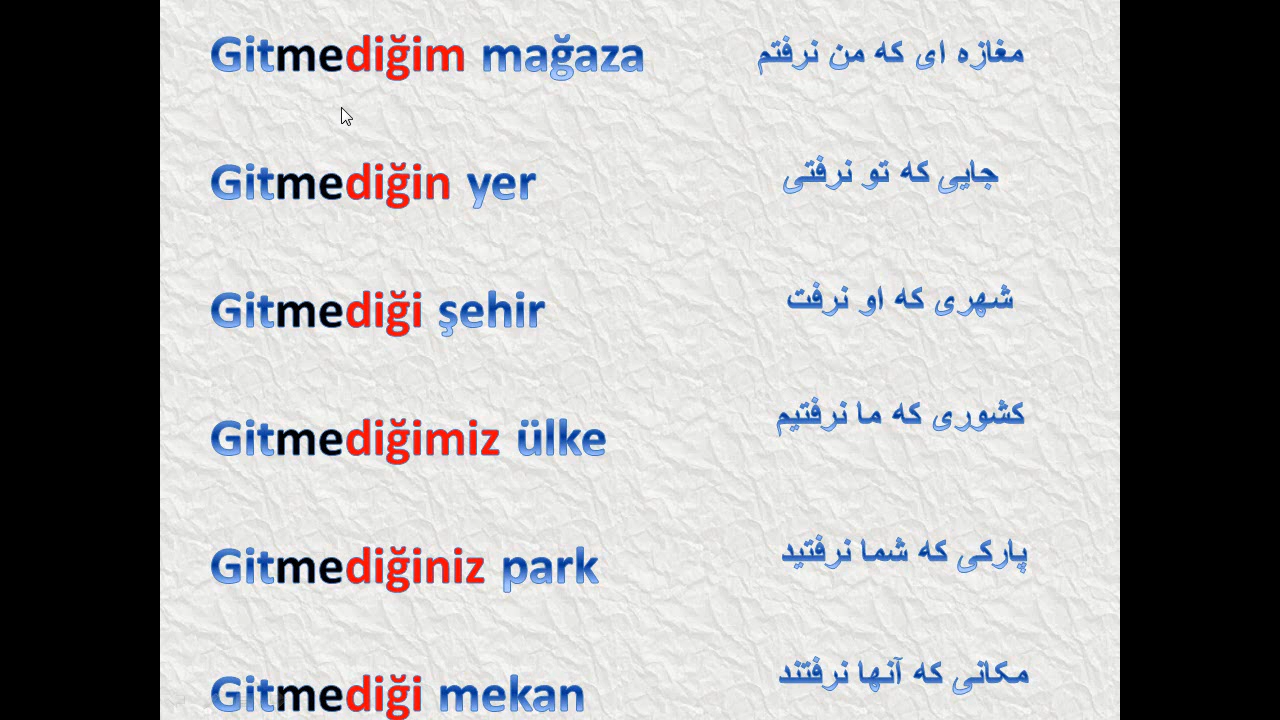 Gitmediğim mağaza
مغازه ای که من نرفتم
Gitmediğin yer
جایی که تو نرفتی
Gitmediği şehir
شهری که او نرفت
Gitmediğimiz ülke
کشوری که ما نرفتیم
Gitmediğiniz park
پارکی که شما نرفتید
Gitmediği mekan
مکانی که آنها نرفتند